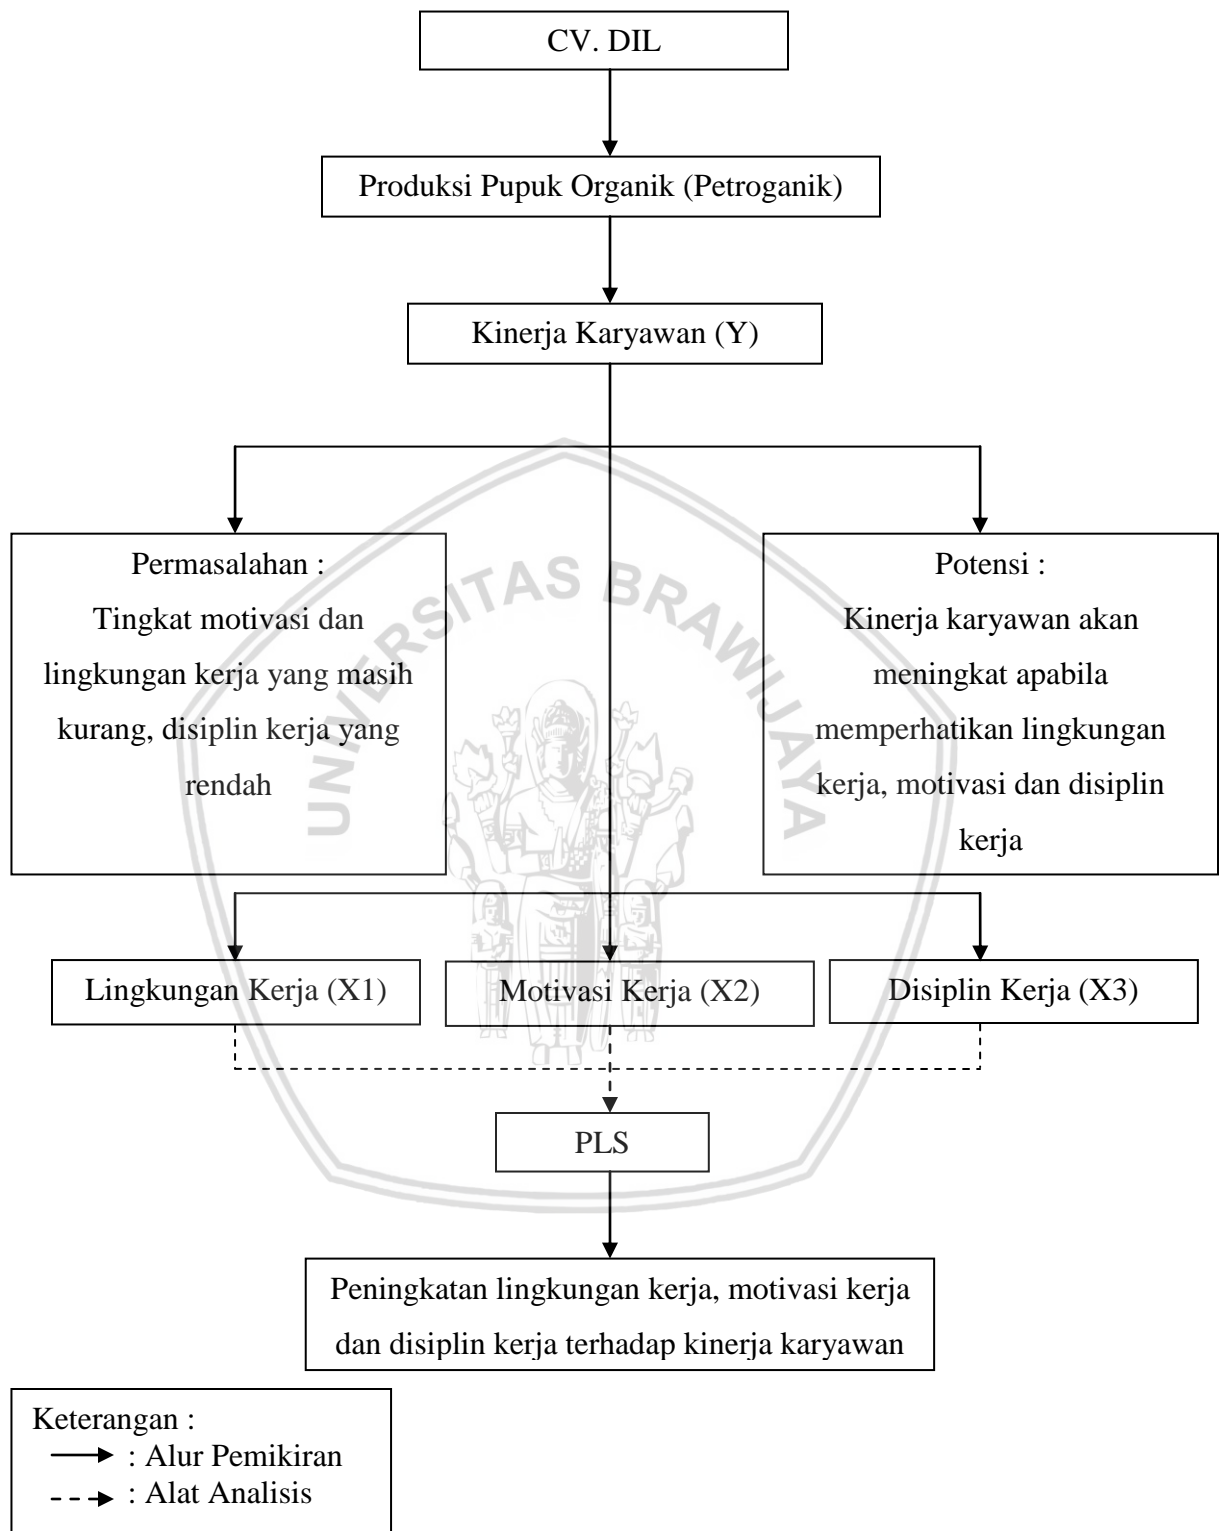 CV. DIL
Produksi Pupuk Organik (Petroganik)
Kinerja Karyawan (Y)
Permasalahan :
Tingkat motivasi dan
lingkungan kerja yang masih
kurang, disiplin kerja yang
rendah
Potensi :
Kinerja karyawan akan
meningkat apabila
memperhatikan lingkungan
kerja, motivasi dan disiplin
kerja
UNIVERSITAS BRAWIJAYA
Lingkungan Kerja (X1)
Motivasi Kerja (X2)
Disiplin Kerja (X3)
PLS
Peningkatan lingkungan kerja, motivasi kerja
dan disiplin kerja terhadap kinerja karyawan
Keterangan :
: Alur Pemikiran
: Alat Analisis